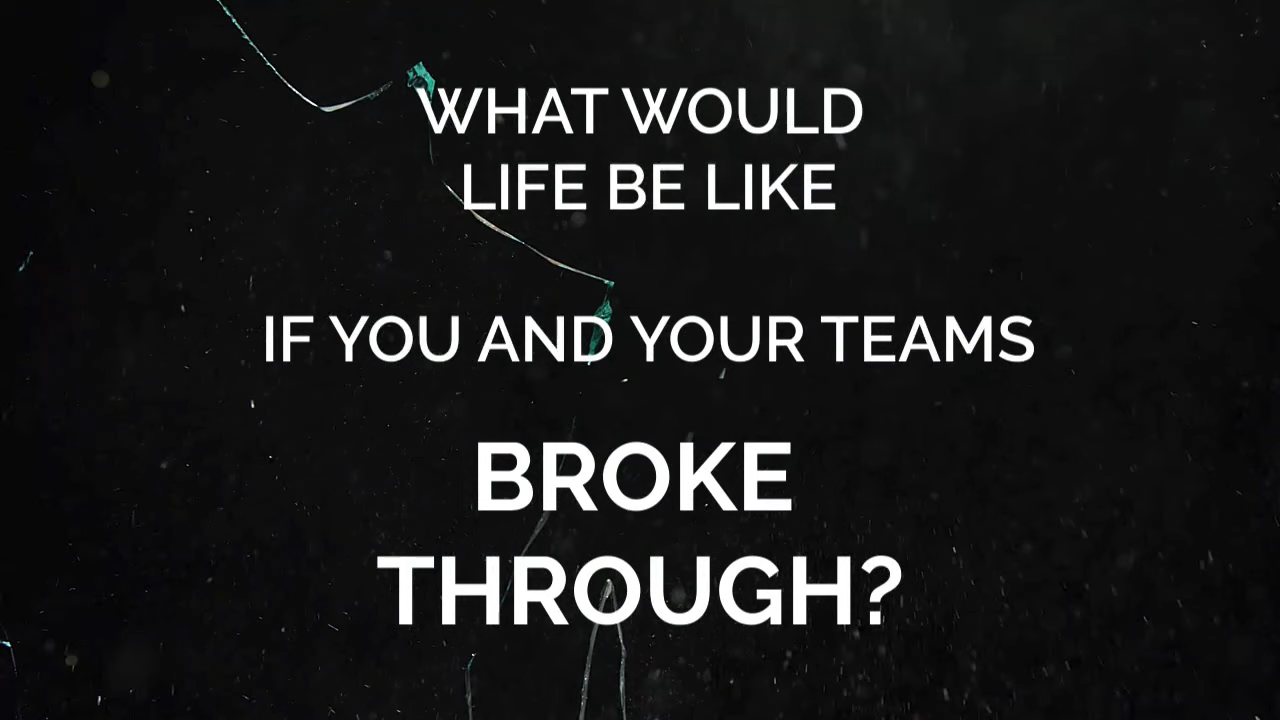 WHAT WOULD
LIFE BE LIKE
IF YOU AND YOUR TEAMS
BROKE
THROUGH?